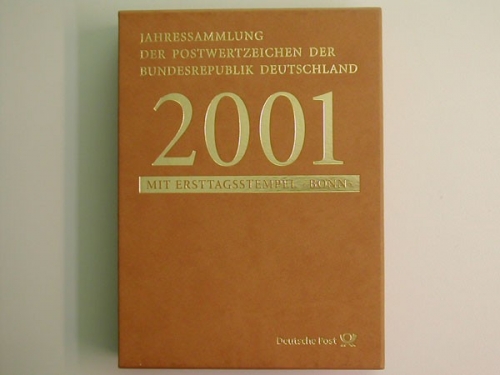 JAHRESSAMMLUNG
DER POSTWERTZEICHEN DER
BUNDESREPUBLIK DEUTSCHLAND
2001
MIT ERSTTAGSSTEMPEL »BONN«
Deutsche Post